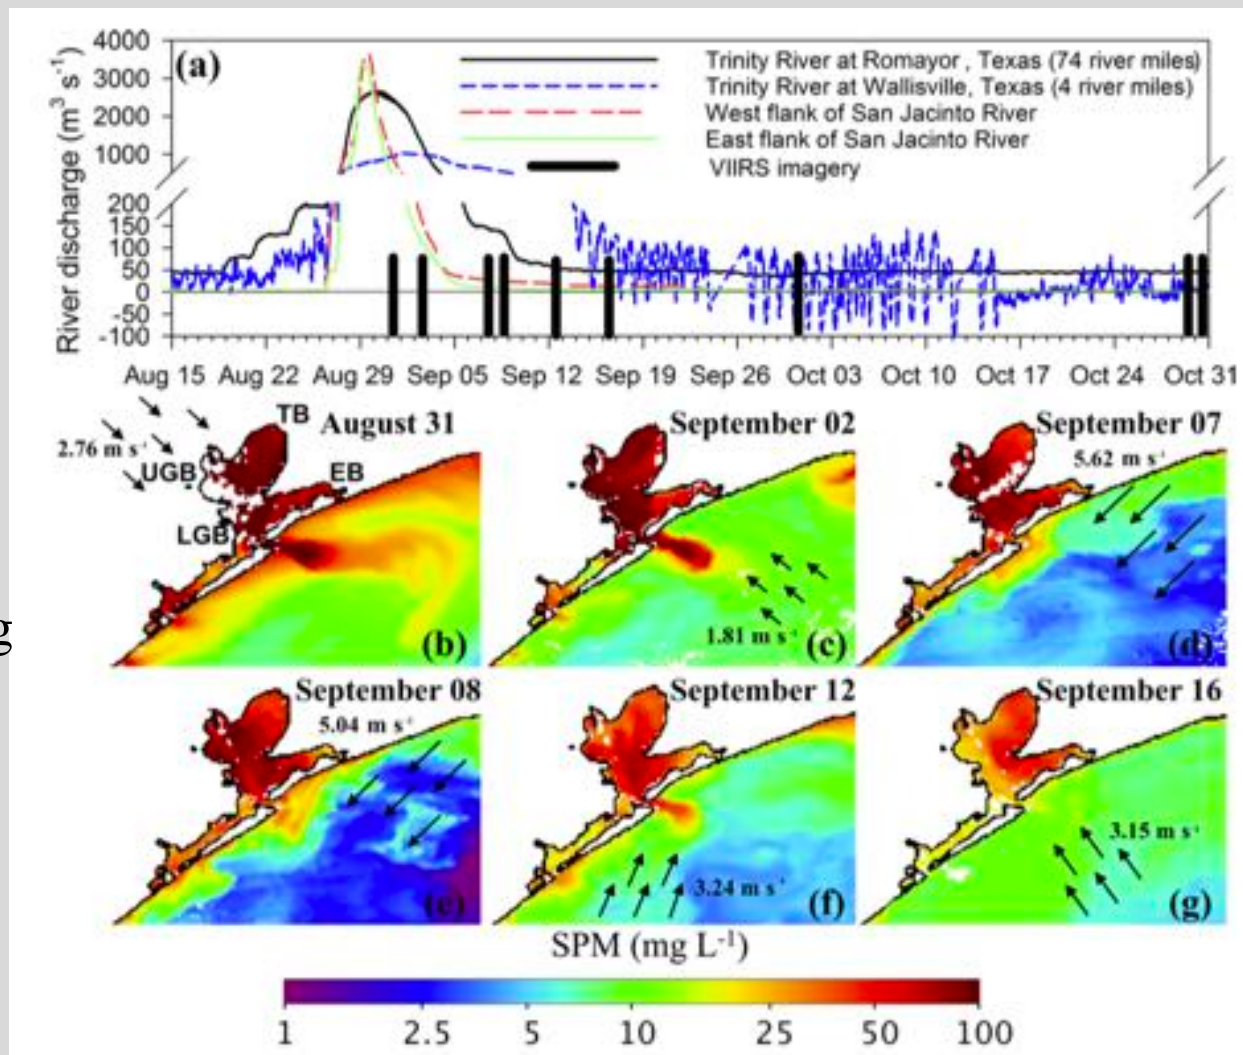 4000
(a)
Trinity River at Romayor, Texas (74 river miles)
3000
Trinity River at Wallisville, Texas (4 river miles)
2000
West flank of San Jacinto River
East flank of San Jacinto River
1000
VIIRS imagery
200
150
100
50
0
-50
-100
River discharge (m³ s⁻¹)
Aug 15 Aug 22 Aug 29 Sep 05 Sep 12 Sep 19 Sep 26 Oct 03 Oct 10 Oct 17 Oct 24 Oct 31
TB
August 31
2.76 m s⁻¹
UGB
EB
LGB
(b)
September 02
1.81 m s⁻¹
(c)
September 07
5.62 m s⁻¹
(d)
g
September 08
5.04 m s⁻¹
(e)
September 12
3.24 m s⁻¹
(f)
September 16
3.15 m s⁻¹
(g)
SPM (mg L⁻¹)
1 2.5 5 10 25 50 100